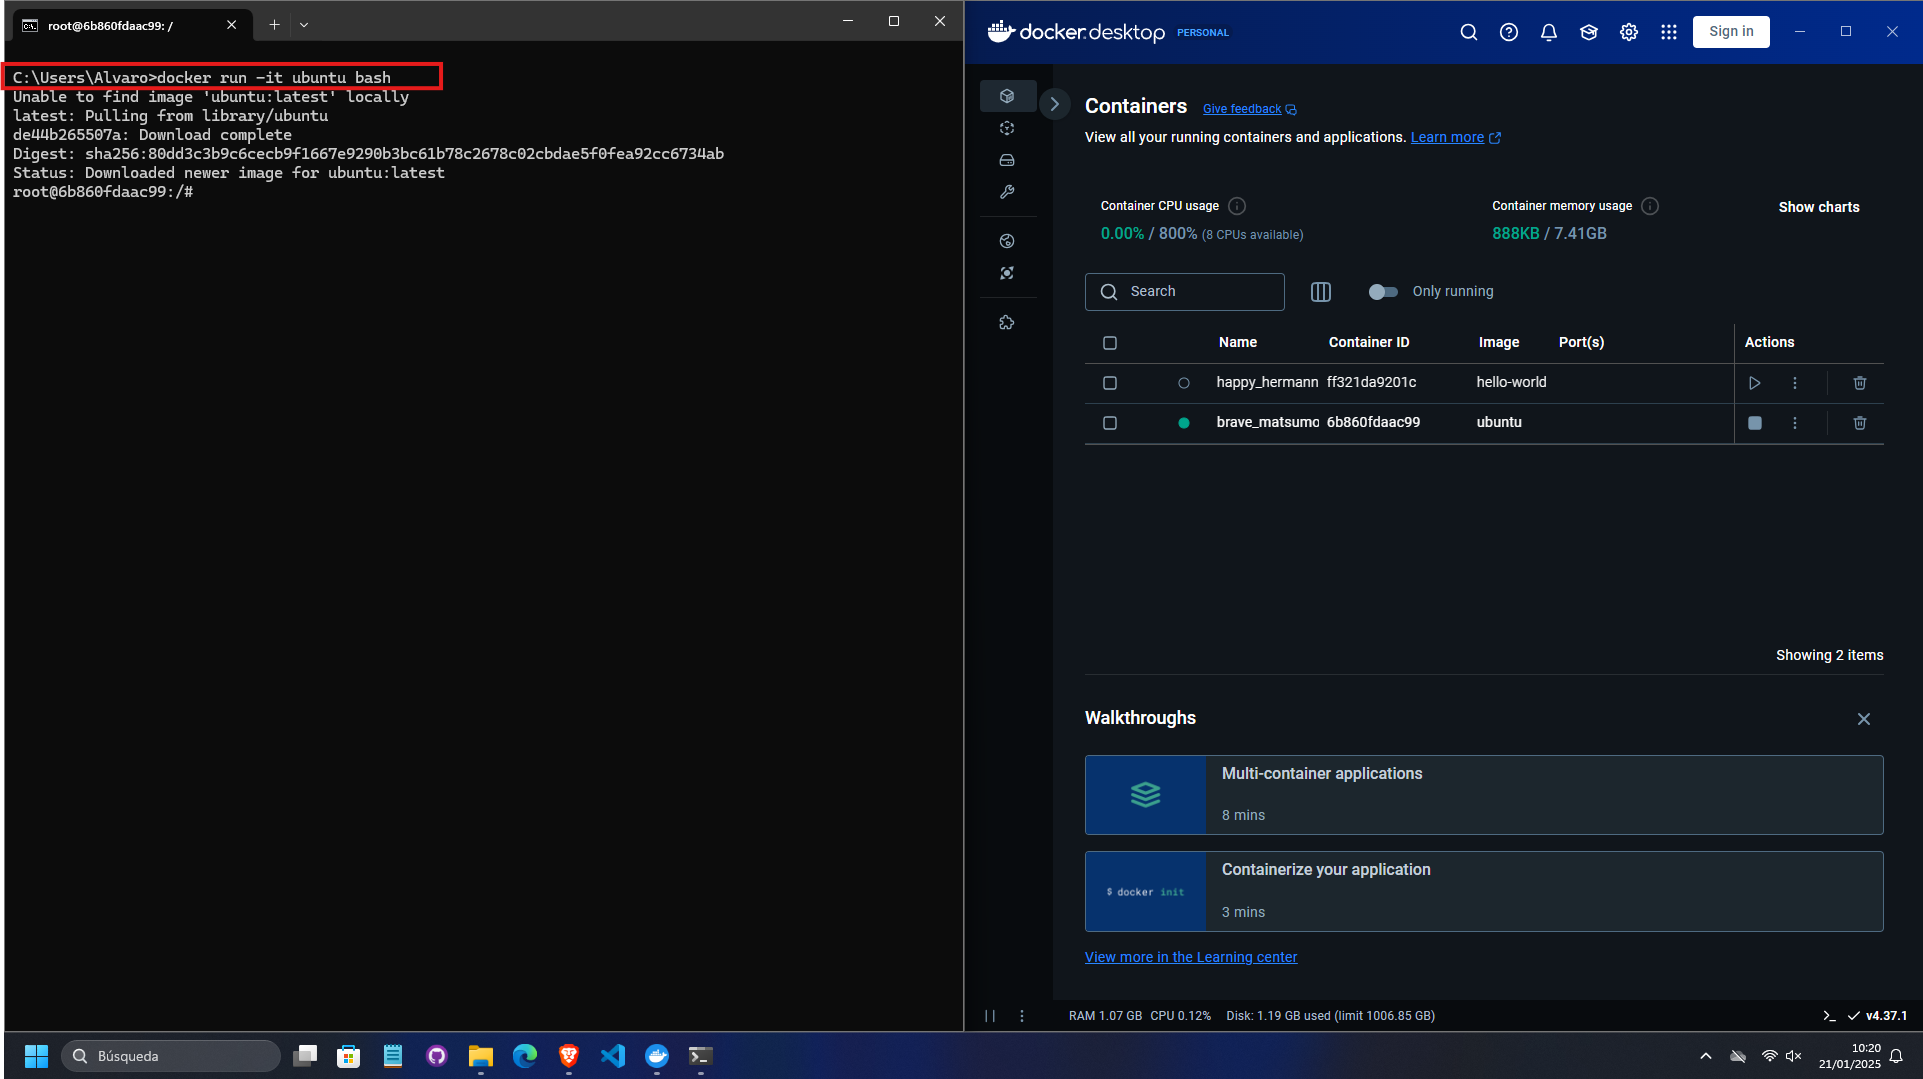 root@6b860fdaac99: /
C:\Users\Alvaro>docker run -it ubuntu bash
Unable to find image 'ubuntu:latest' locally
latest: Pulling from library/ubuntu
de44b265507a: Download complete
Digest: sha256:80dd3c3b9c6cecb9f1667e9290b3bc61b78c2678c02cbdae5f0fea92cc6734ab
Status: Downloaded newer image for ubuntu:latest
root@6b860fdaac99:/#
docker.desktop PERSONAL
Sign in
Containers Give feedback
View all your running containers and applications. Learn more
Container CPU usage
0.00% / 800% (8 CPUs available)
Container memory usage
888KB / 7.41GB
Show charts
Search
Only running
Name Container ID Image Port(s) Actions
happy_hermann ff321da9201c hello-world
brave_matsumo 6b860fdaac99 ubuntu
Showing 2 items
Walkthroughs
Multi-container applications
8 mins
$ docker init
Containerize your application
3 mins
View more in the Learning center
RAM 1.07 GB CPU 0.12% Disk: 1.19 GB used (limit 1006.85 GB)
v4.37.1
Búsqueda
10:20
21/01/2025